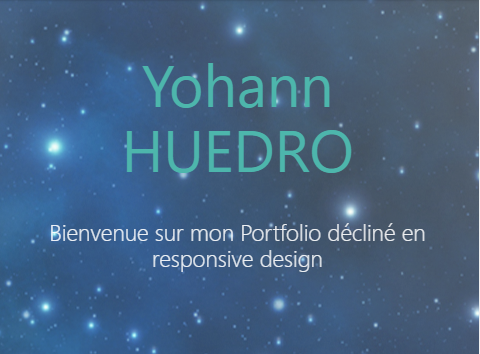 Yohann
HUEDRO
Bienvenue sur mon Portfolio décliné en
responsive design